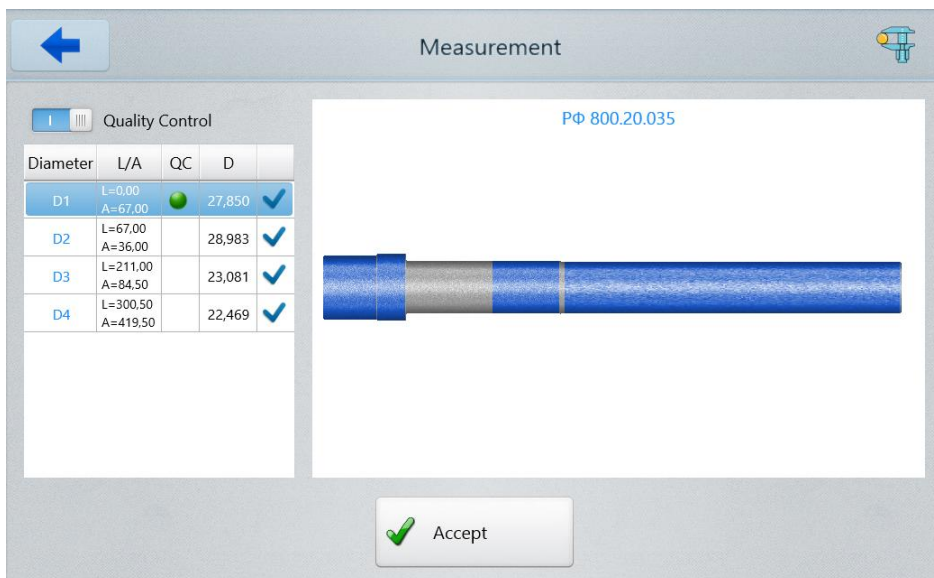 Measurement
I
Quality Control
РФ 800.20.035
Diameter L/A QC D
D1 L=0,00 A=67,00 27,850
D2 L=67,00 A=36,00 28,983
D3 L=211,00 A=84,50 23,081
D4 L=300,50 A=419,50 22,469
Accept